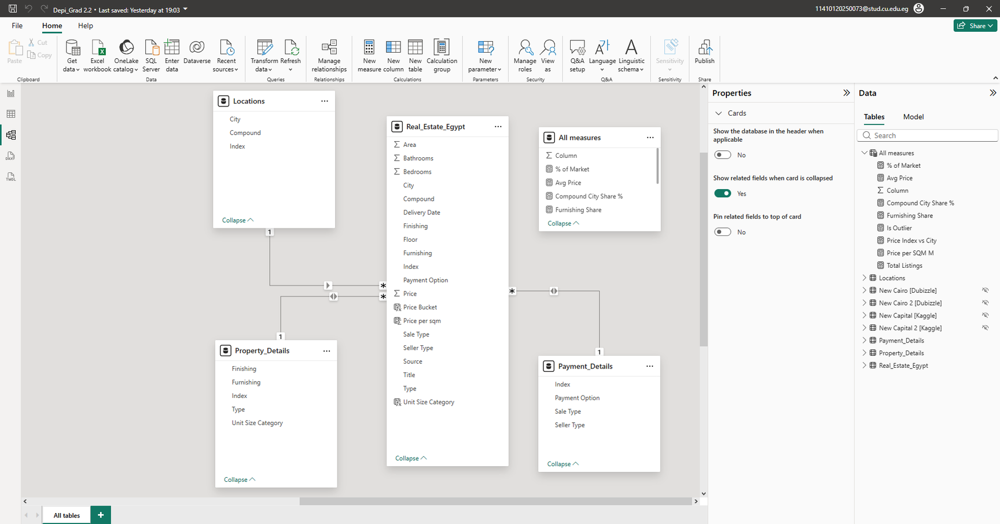 Depi_Grad 2.2 • Last saved: Yesterday at 19:03
11410120250073@stud.cu.edu.eg
File
Home
Help
Share
Paste
Cut
Copy
Clipboard
Get data
Excel workbook
OneLake catalog
SQL Server
Enter data
Dataverse
Recent sources
Data
Transform data
Refresh
Queries
Manage relationships
Relationships
New measure
New column
New table
Calculation group
Calculations
New parameter
Parameters
Manage roles
View as
Security
Q&A setup
Language
Linguistic schema
Q&A
Sensitivity
Sensitivity
Publish
Share
DAX
TMDL
Locations
City
Compound
Index
Collapse
1
Real_Estate_Egypt
Area
Bathrooms
Bedrooms
City
Compound
Delivery Date
Finishing
Floor
Furnishing
Index
Payment Option
Price
Price Bucket
Price per sqm
Sale Type
Seller Type
Source
Title
Type
Unit Size Category
Collapse
*
*
*
All measures
Column
% of Market
Avg Price
Compound City Share %
Furnishing Share
Collapse
1
Property_Details
Finishing
Furnishing
Index
Type
Unit Size Category
Collapse
1
Payment_Details
Index
Payment Option
Sale Type
Seller Type
Collapse
All tables
Properties
Cards
Show the database in the header when
applicable
No
Show related fields when card is collapsed
Yes
Pin related fields to top of card
No
Data
Tables
Model
Search
All measures
% of Market
Avg Price
Column
Compound City Share %
Furnishing Share
Is Outlier
Price Index vs City
Price per SQM M
Total Listings
Locations
New Cairo [Dubizzle]
New Cairo 2 [Dubizzle]
New Capital [Kaggle]
New Capital 2 [Kaggle]
Payment_Details
Property_Details
Real_Estate_Egypt